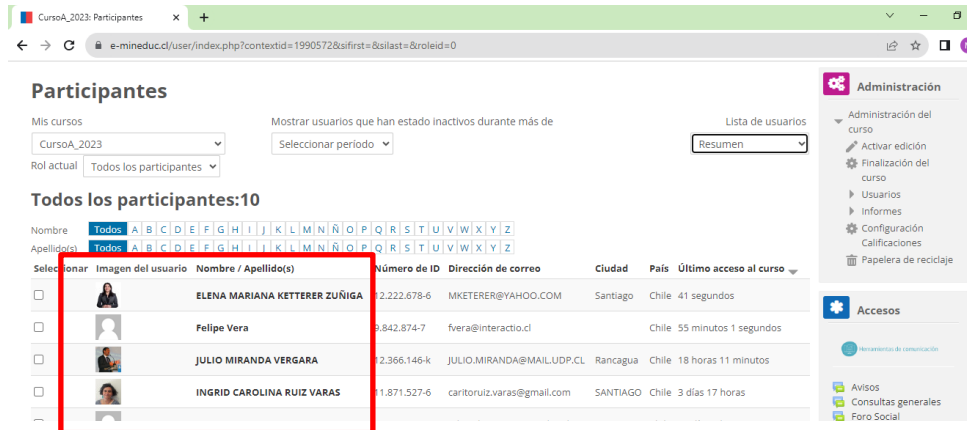 CursoA_2023: Participantes
e-mineduc.cl/user/index.php?contextid=1990572&sifirst=&silast=&roleid=0
Participantes
Mis cursos Mostrar usuarios que han estado inactivos durante más de Lista de usuarios
CursoA_2023 Seleccionar período Resumen
Rol actual Todos los participantes
Todos los participantes:10
Nombre Todos A B C D E F G H I J K L M N Ñ O P Q R S T U V W X Y Z
Apellido(s) Todos A B C D E F G H I J K L M N Ñ O P Q R S T U V W X Y Z
Seleccionar Imagen del usuario Nombre / Apellido(s) Número de ID Dirección de correo Ciudad País Último acceso al curso
ELENA MARIANA KETTERER ZUÑIGA 12.222.678-6 MKETERER@YAHOO.COM Santiago Chile 41 segundos
Felipe Vera 9.842.874-7 fvera@interactio.cl Chile 55 minutos 1 segundos
JULIO MIRANDA VERGARA 12.366.146-k JULIO.MIRANDA@MAIL.UDP.CL Rancagua Chile 18 horas 11 minutos
INGRID CAROLINA RUIZ VARAS 11.871.527-6 caritoruiz.varas@gmail.com SANTIAGO Chile 3 días 17 horas
Administración
Administración del
curso
Activar edición
Finalización del
curso
Usuarios
Informes
Configuración
Calificaciones
Papelera de reciclaje
Accesos
Herramientas de comunicación
Avisos
Consultas generales
Foro Social